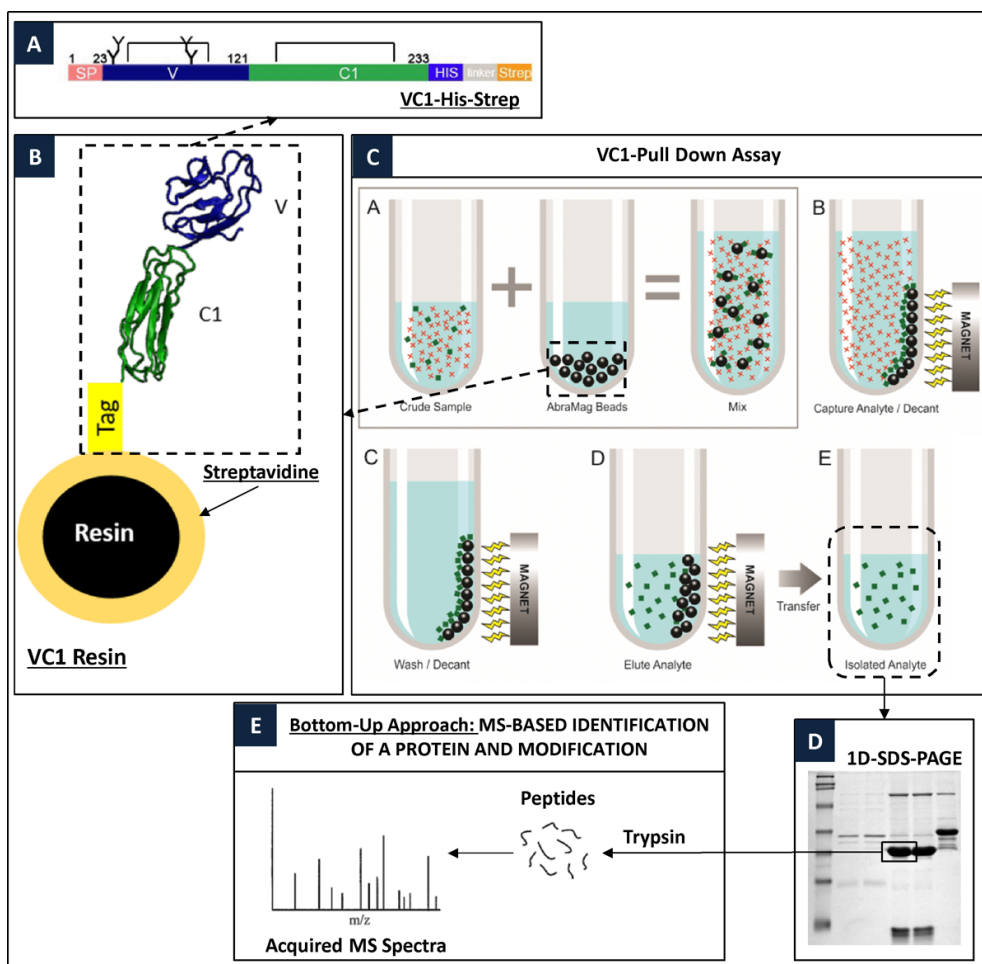 A
1 23 121 233
SP V C1 HIS linker Strep
VC1-His-Strep
B
V
C1
Tag
Streptavidine
Resin
VC1 Resin
C
VC1-Pull Down Assay
A
Crude Sample
AbraMag Beads
Mix
B
MAGNET
Capture Analyte / Decant
C
MAGNET
Wash / Decant
D
MAGNET
Elute Analyte
Transfer
E
Isolated Analyte
D
1D-SDS-PAGE
E
Bottom-Up Approach: MS-BASED IDENTIFICATION
OF A PROTEIN AND MODIFICATION
Peptides
Trypsin
m/z
Acquired MS Spectra